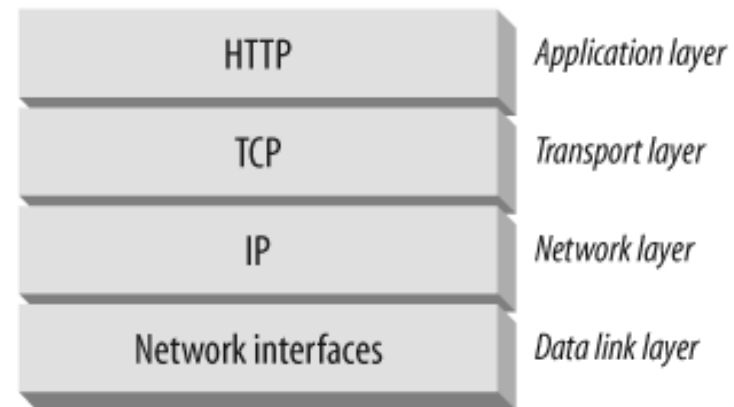 HTTP Application layer
TCP Transport layer
IP Network layer
Network interfaces Data link layer